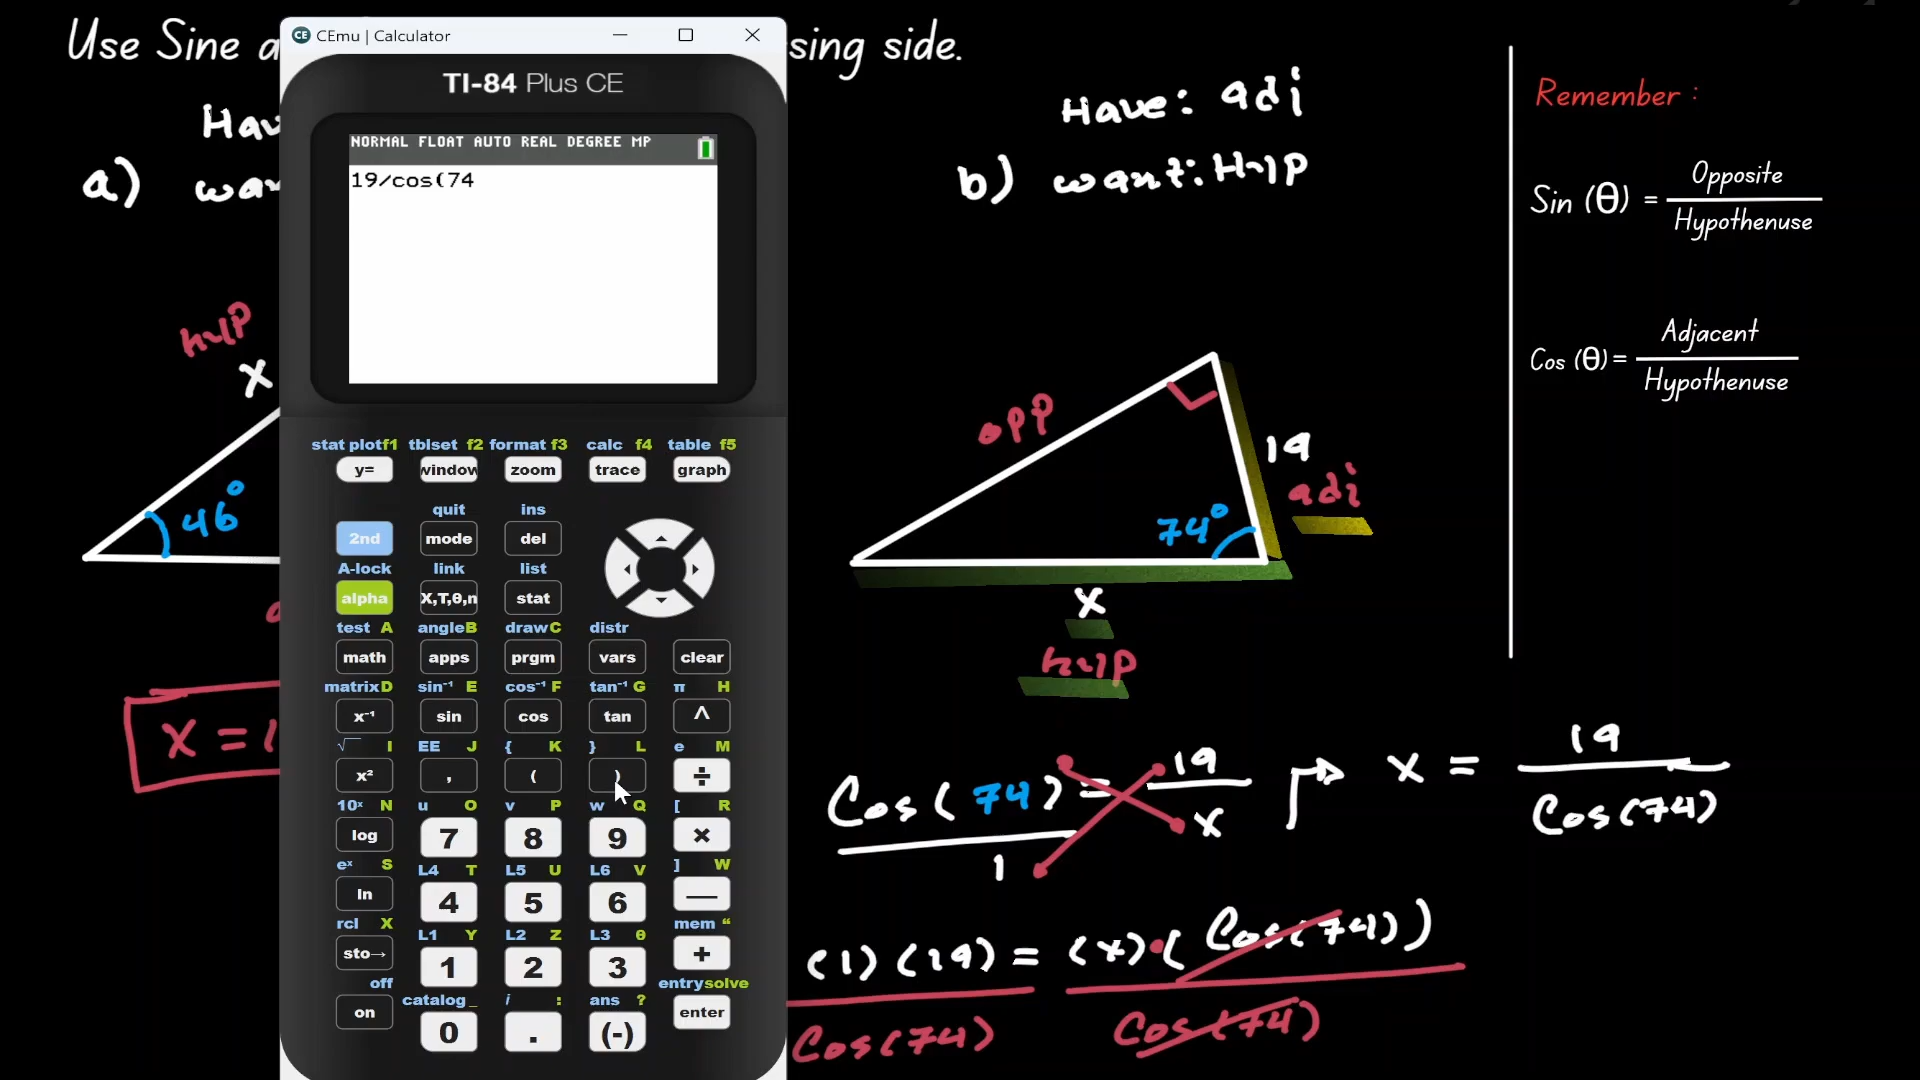 Use Sine a
sing side.
CEmu | Calculator
TI-84 Plus CE
NORMAL FLOAT AUTO REAL DEGREE MP
19/cos(74
stat plot f1 tblset f2 format f3 calc f4 table f5
y= window zoom trace graph
quit ins
2nd mode del
A-lock link list
alpha X,T,θ,n stat
test A angle B draw C distr
math apps prgm vars clear
matrix D sin⁻¹ E cos⁻¹ F tan⁻¹ G π H
x⁻¹ sin cos tan ^
√ I EE J { K } L e M
x² , ( ) ÷
10ˣ N u O v P w Q [ R
log 7 8 9 ×
eˣ S L4 T L5 U L6 V ] W
ln 4 5 6 —
rcl X L1 Y L2 Z L3 θ mem "
sto→ 1 2 3 +
off catalog _ i : ans ? entry solve
on 0 . (-) enter
Hav
a) wan
hyp
x
46°
a
x = 1
Have: adj
b) want: Hyp
opp
19
adj
74°
x
hyp
Cos(74) = 19
1 x
x = 19
Cos(74)
(1)(19) = (x)·(Cos(74))
Cos(74) Cos(74)
Remember :
Sin (θ) = Opposite
Hypothenuse
Cos (θ) = Adjacent
Hypothenuse